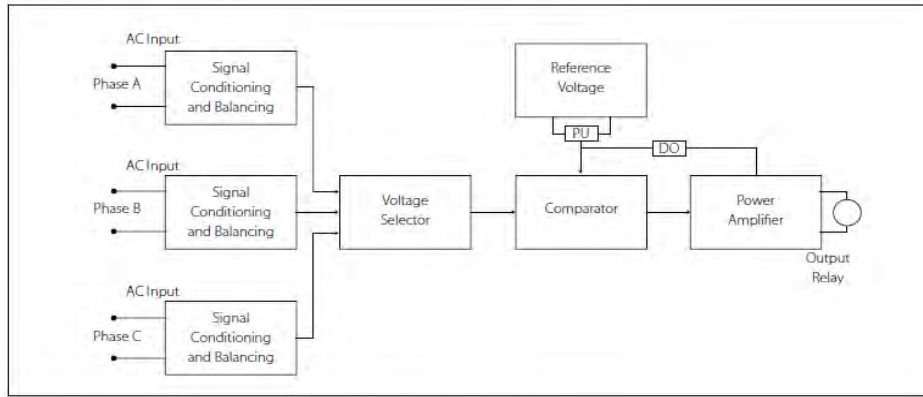 AC Input
Phase A
Signal
Conditioning
and Balancing
Reference
Voltage
PU
DO
AC Input
Phase B
Signal
Conditioning
and Balancing
Voltage
Selector
Comparator
Power
Amplifier
Output
Relay
AC Input
Phase C
Signal
Conditioning
and Balancing